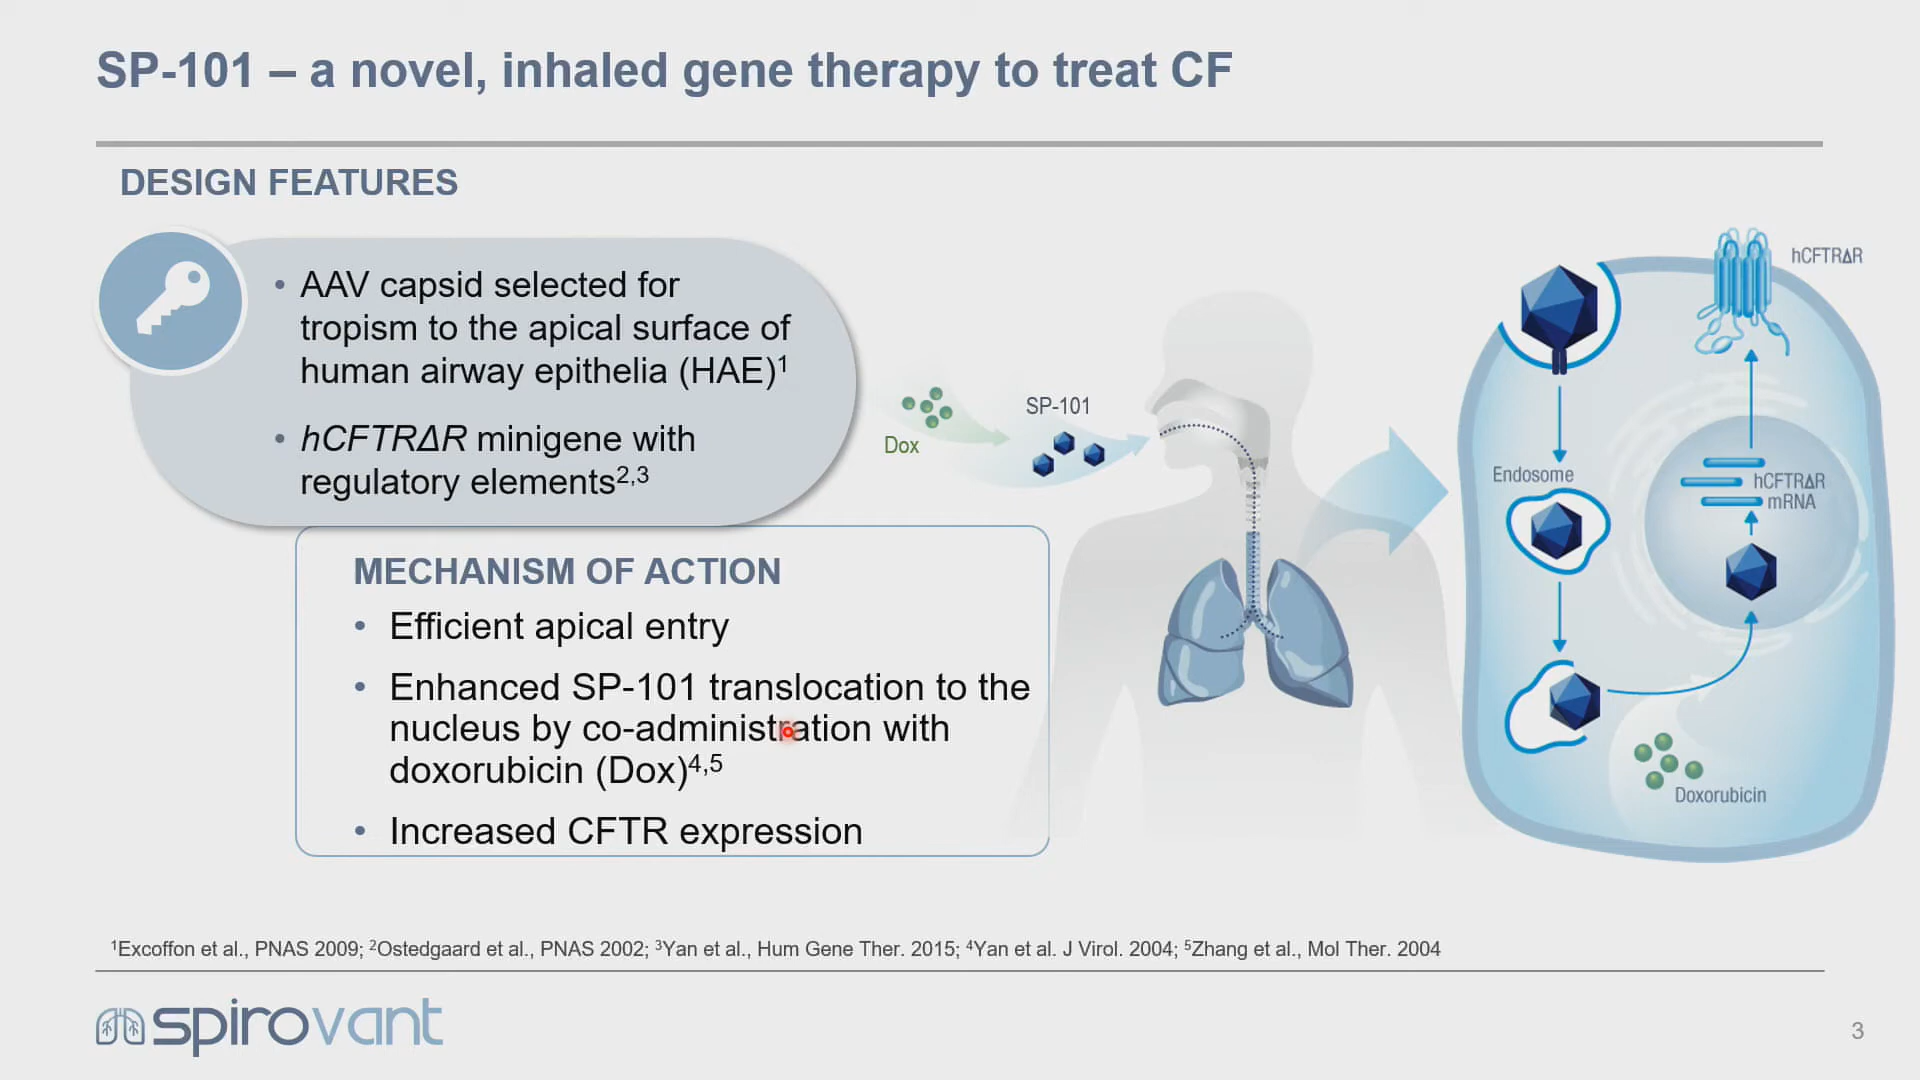 SP-101 – a novel, inhaled gene therapy to treat CF
DESIGN FEATURES
• AAV capsid selected for
tropism to the apical surface of
human airway epithelia (HAE)¹
• hCFTRΔR minigene with
regulatory elements²,³
MECHANISM OF ACTION
• Efficient apical entry
• Enhanced SP-101 translocation to the
nucleus by co-administration with
doxorubicin (Dox)⁴,⁵
• Increased CFTR expression
Dox
SP-101
hCFTRΔR
Endosome
hCFTRΔR
mRNA
Doxorubicin
¹Excoffon et al., PNAS 2009; ²Ostedgaard et al., PNAS 2002; ³Yan et al., Hum Gene Ther. 2015; ⁴Yan et al. J Virol. 2004; ⁵Zhang et al., Mol Ther. 2004
spirovant
3